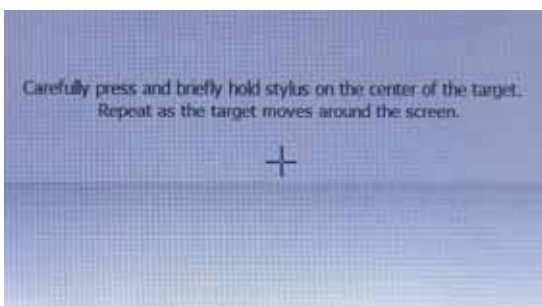 Carefully press and briefly hold stylus on the center of the target.
Repeat as the target moves around the screen.